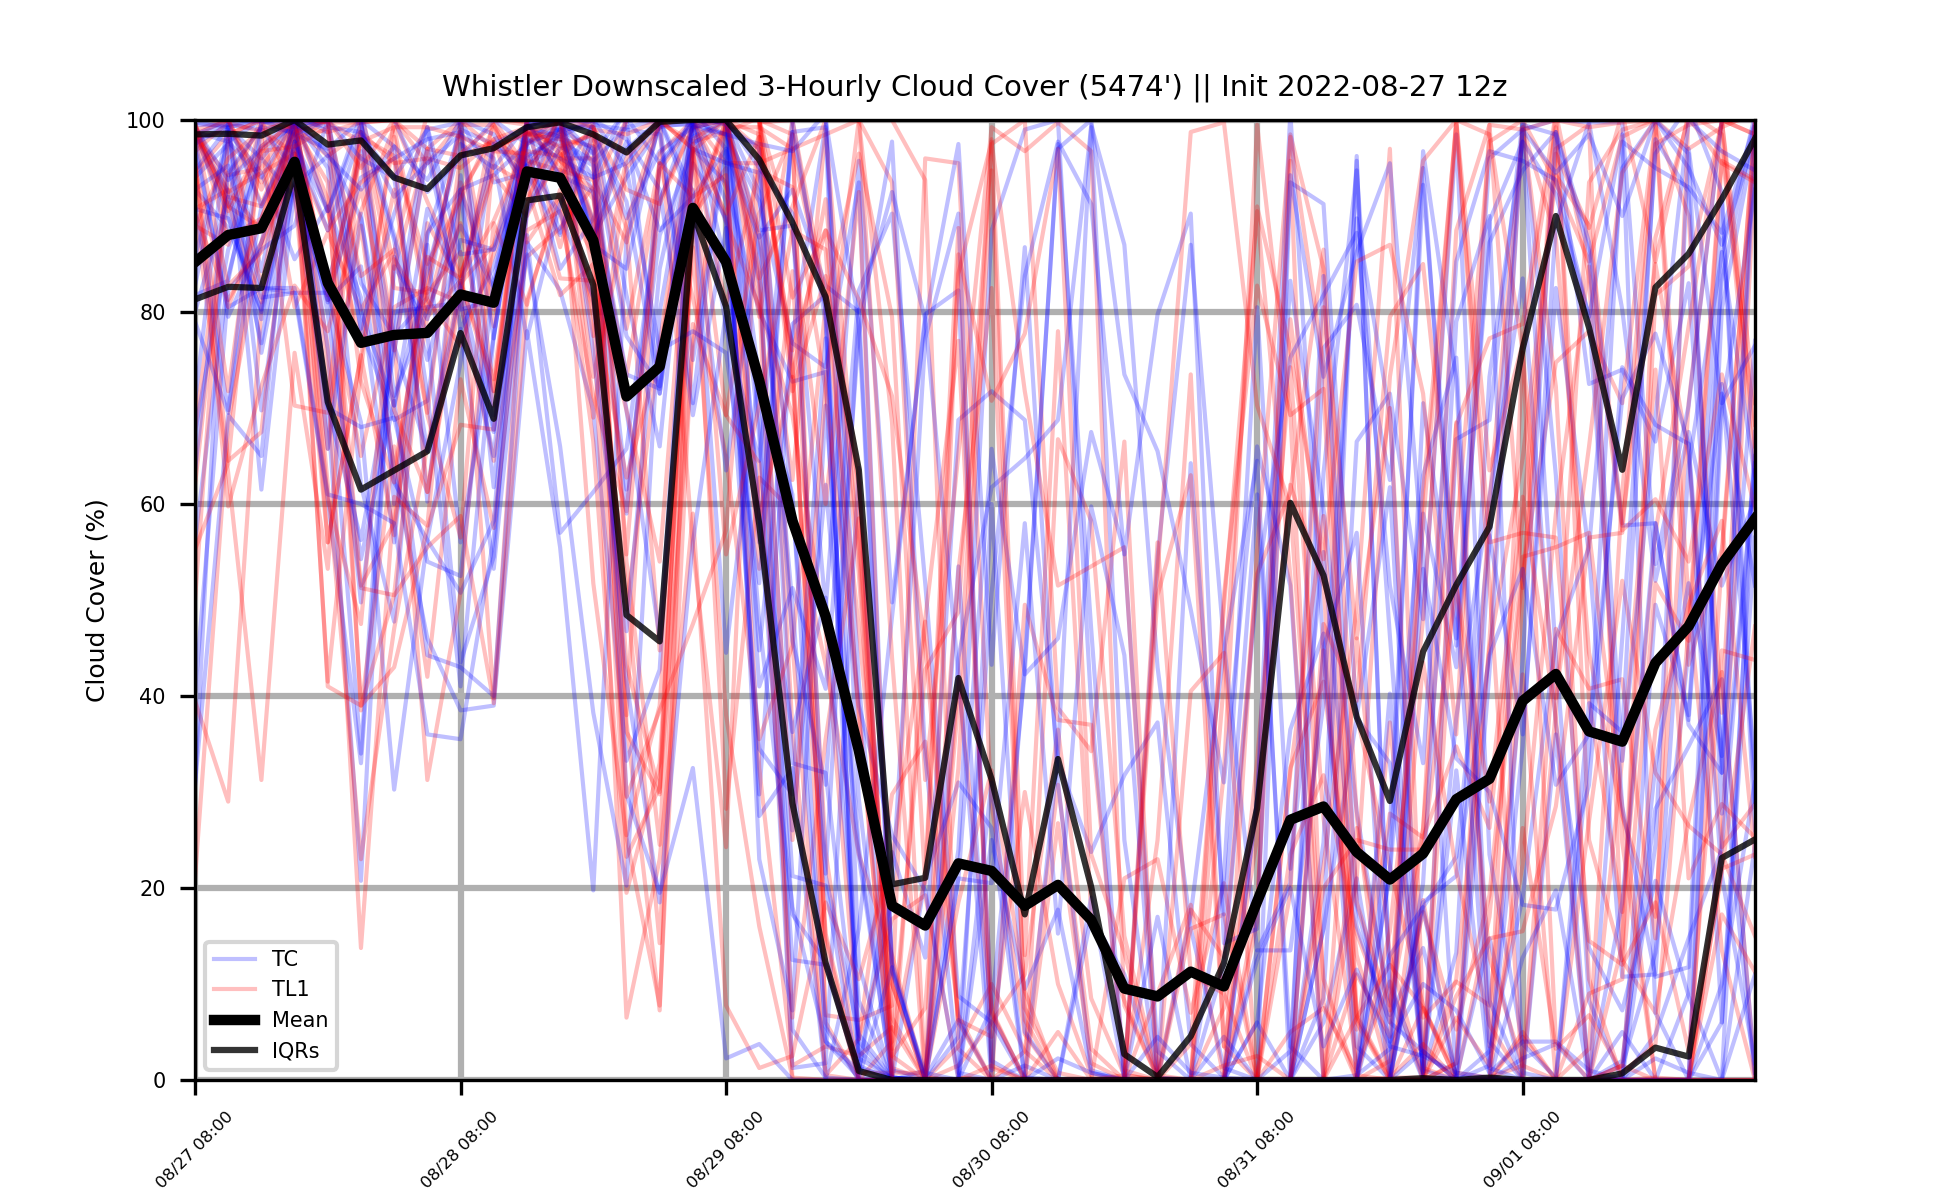 Whistler Downscaled 3-Hourly Cloud Cover (5474') || Init 2022-08-27 12z
Cloud Cover (%)
100
80
60
40
20
0
TC
TL1
Mean
IQRs
08/27 08:00
08/28 08:00
08/29 08:00
08/30 08:00
08/31 08:00
09/01 08:00